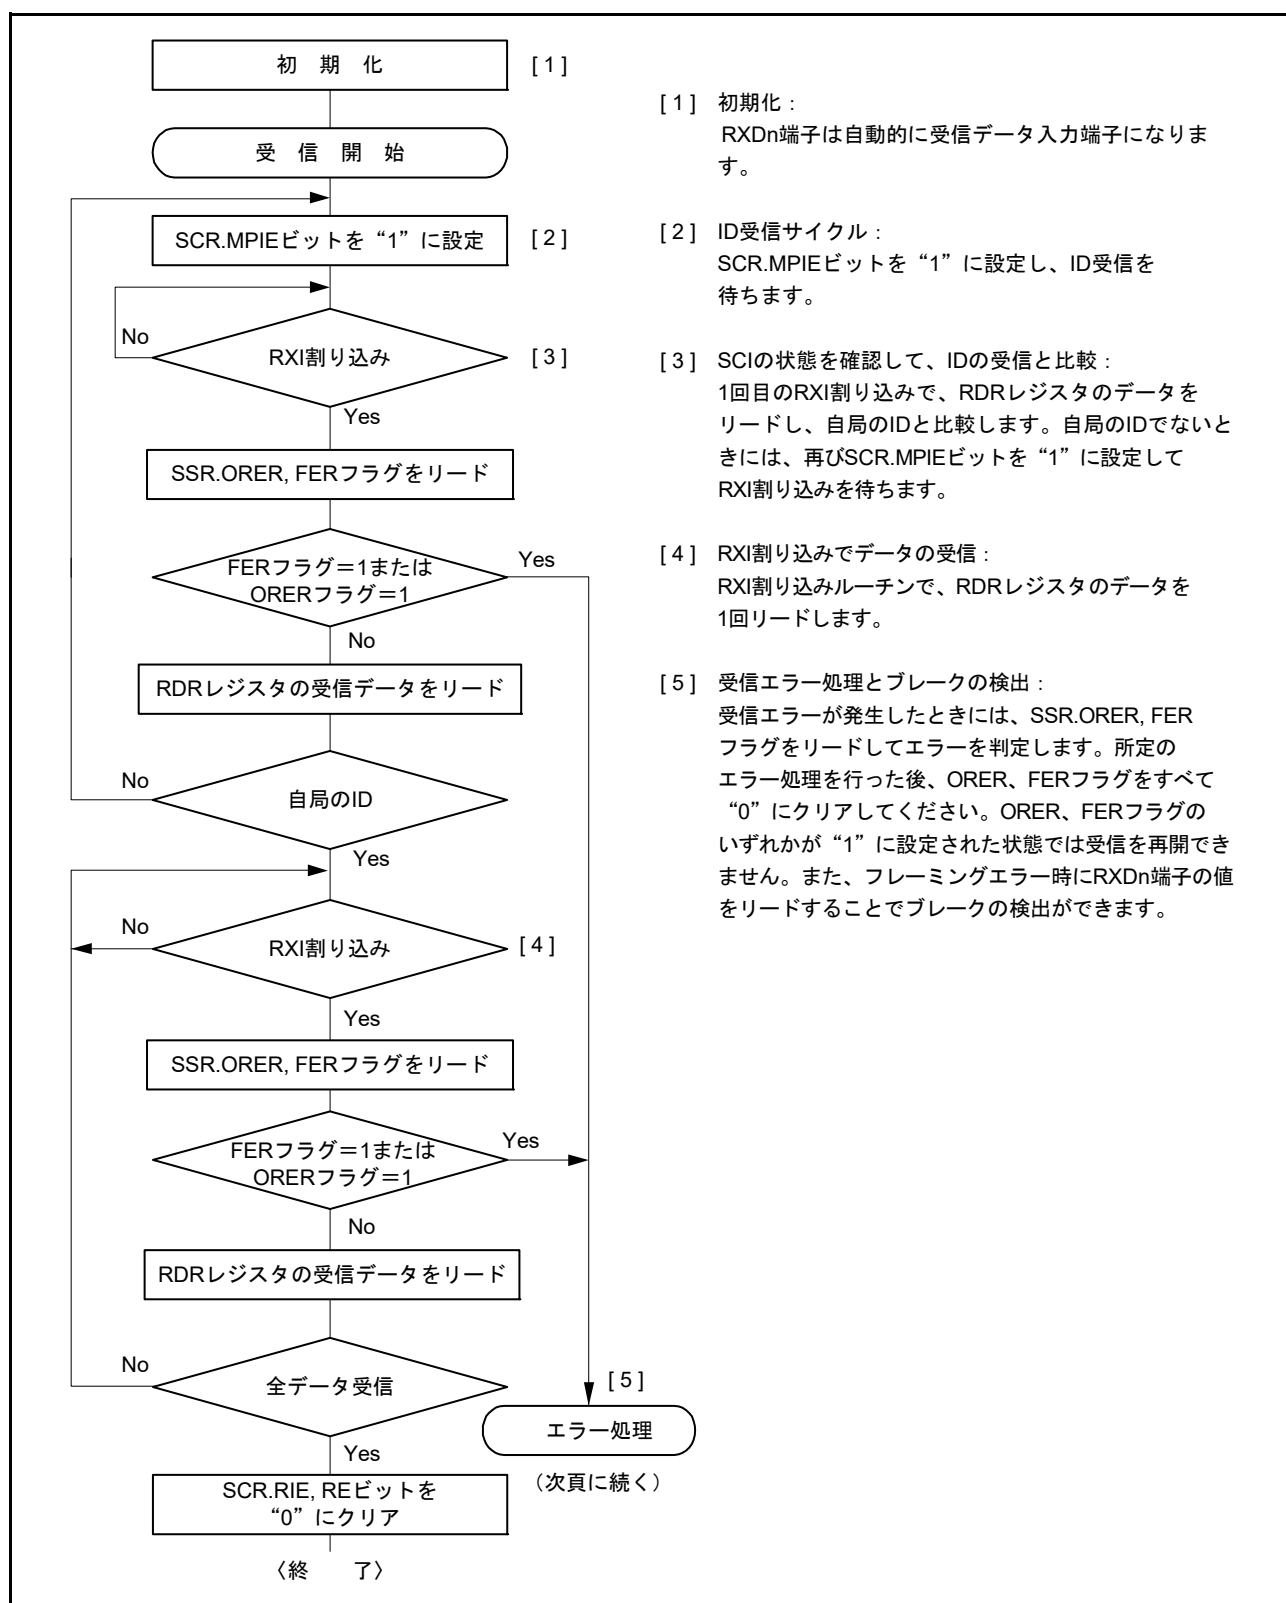 初 期 化
[ 1 ]
受 信 開 始
SCR.MPIEビットを“1”に設定
[ 2 ]
No
RXI割り込み
[ 3 ]
Yes
SSR.ORER, FERフラグをリード
FERフラグ＝1または
ORERフラグ＝1
Yes
No
RDRレジスタの受信データをリード
No
自局のID
Yes
No
RXI割り込み
[ 4 ]
Yes
SSR.ORER, FERフラグをリード
FERフラグ＝1または
ORERフラグ＝1
Yes
No
RDRレジスタの受信データをリード
No
全データ受信
[ 5 ]
エラー処理
Yes
（次頁に続く）
SCR.RIE, REビットを
“0”にクリア
〈終 了〉
[ 1 ] 初期化：
RXDn端子は自動的に受信データ入力端子になりま
す。
[ 2 ] ID受信サイクル：
SCR.MPIEビットを“1”に設定し、ID受信を
待ちます。
[ 3 ] SCIの状態を確認して、IDの受信と比較：
1回目のRXI割り込みで、RDRレジスタのデータを
リードし、自局のIDと比較します。自局のIDでないと
きには、再びSCR.MPIEビットを“1”に設定して
RXI割り込みを待ちます。
[ 4 ] RXI割り込みでデータの受信：
RXI割り込みルーチンで、RDRレジスタのデータを
1回リードします。
[ 5 ] 受信エラー処理とブレークの検出：
受信エラーが発生したときには、SSR.ORER, FER
フラグをリードしてエラーを判定します。所定の
エラー処理を行った後、ORER、FERフラグをすべて
“0”にクリアしてください。ORER、FERフラグの
いずれかが“1”に設定された状態では受信を再開でき
ません。また、フレーミングエラー時にRXDn端子の値
をリードすることでブレークの検出ができます。